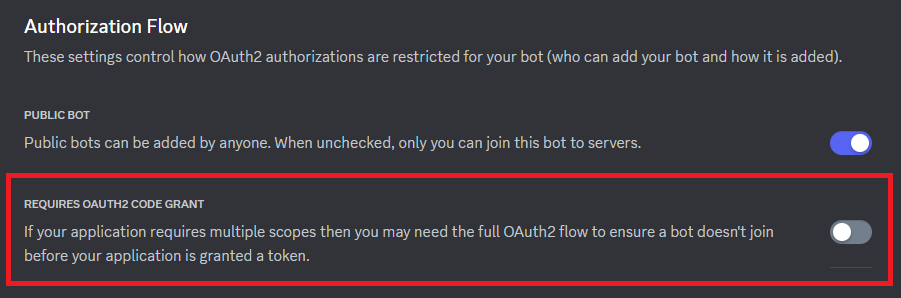 Authorization Flow
These settings control how OAuth2 authorizations are restricted for your bot (who can add your bot and how it is added).
PUBLIC BOT
Public bots can be added by anyone. When unchecked, only you can join this bot to servers.
REQUIRES OAUTH2 CODE GRANT
If your application requires multiple scopes then you may need the full OAuth2 flow to ensure a bot doesn't join
before your application is granted a token.